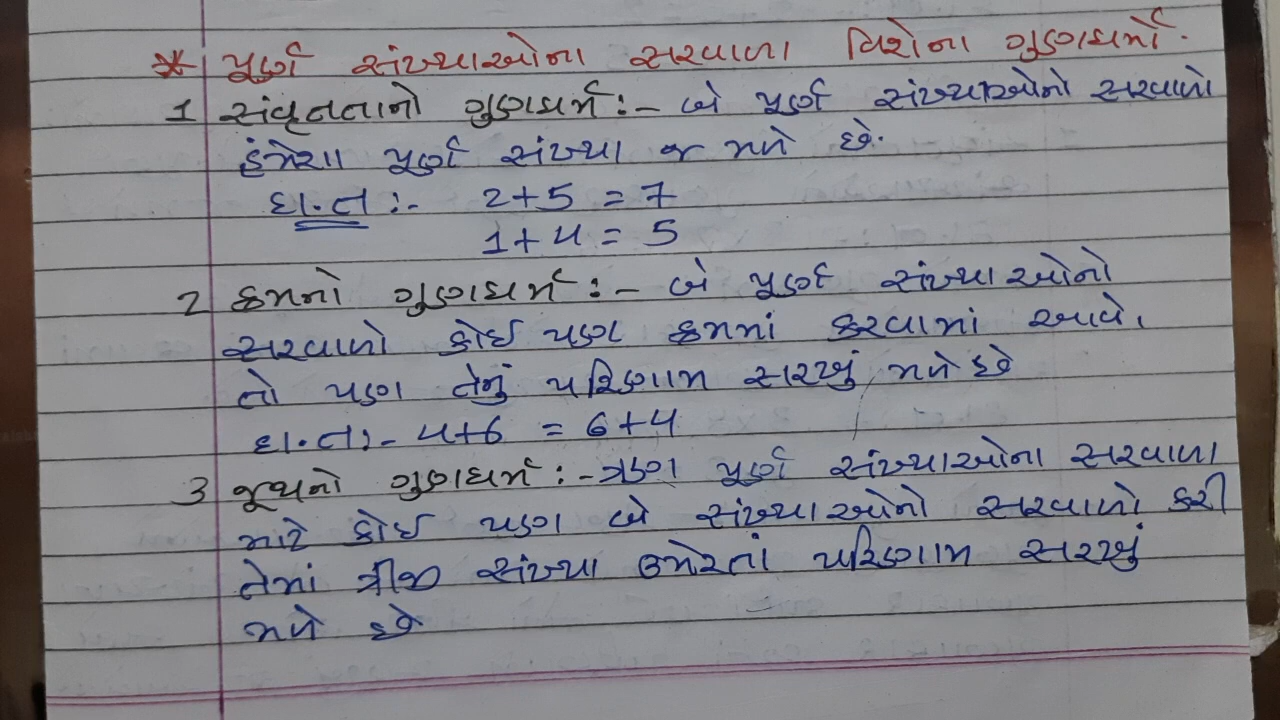 * પૂર્ણ સંખ્યાઓના સરવાળા વિશેના ગુણધર્મો.
1 સંવૃતતાનો ગુણધર્મ :- બે પૂર્ણ સંખ્યાઓનો સરવાળો
હંમેશા પૂર્ણ સંખ્યા જ મળે છે.
દા.ત :- 2+5 = 7
1+4 = 5
2 ક્રમનો ગુણધર્મ :- બે પૂર્ણ સંખ્યાઓનો
સરવાળો કોઈ પણ ક્રમમાં કરવામાં આવે,
તો પણ તેનું પરિણામ સરખું મળે છે
દા.ત:- 4+6 = 6+4
3 જૂથનો ગુણધર્મ :- ત્રણ પૂર્ણ સંખ્યાઓના સરવાળા
માટે કોઈ પણ બે સંખ્યાઓનો સરવાળો કરી
તેમાં ત્રીજી સંખ્યા ઉમેરતાં પરિણામ સરખું
મળે છે